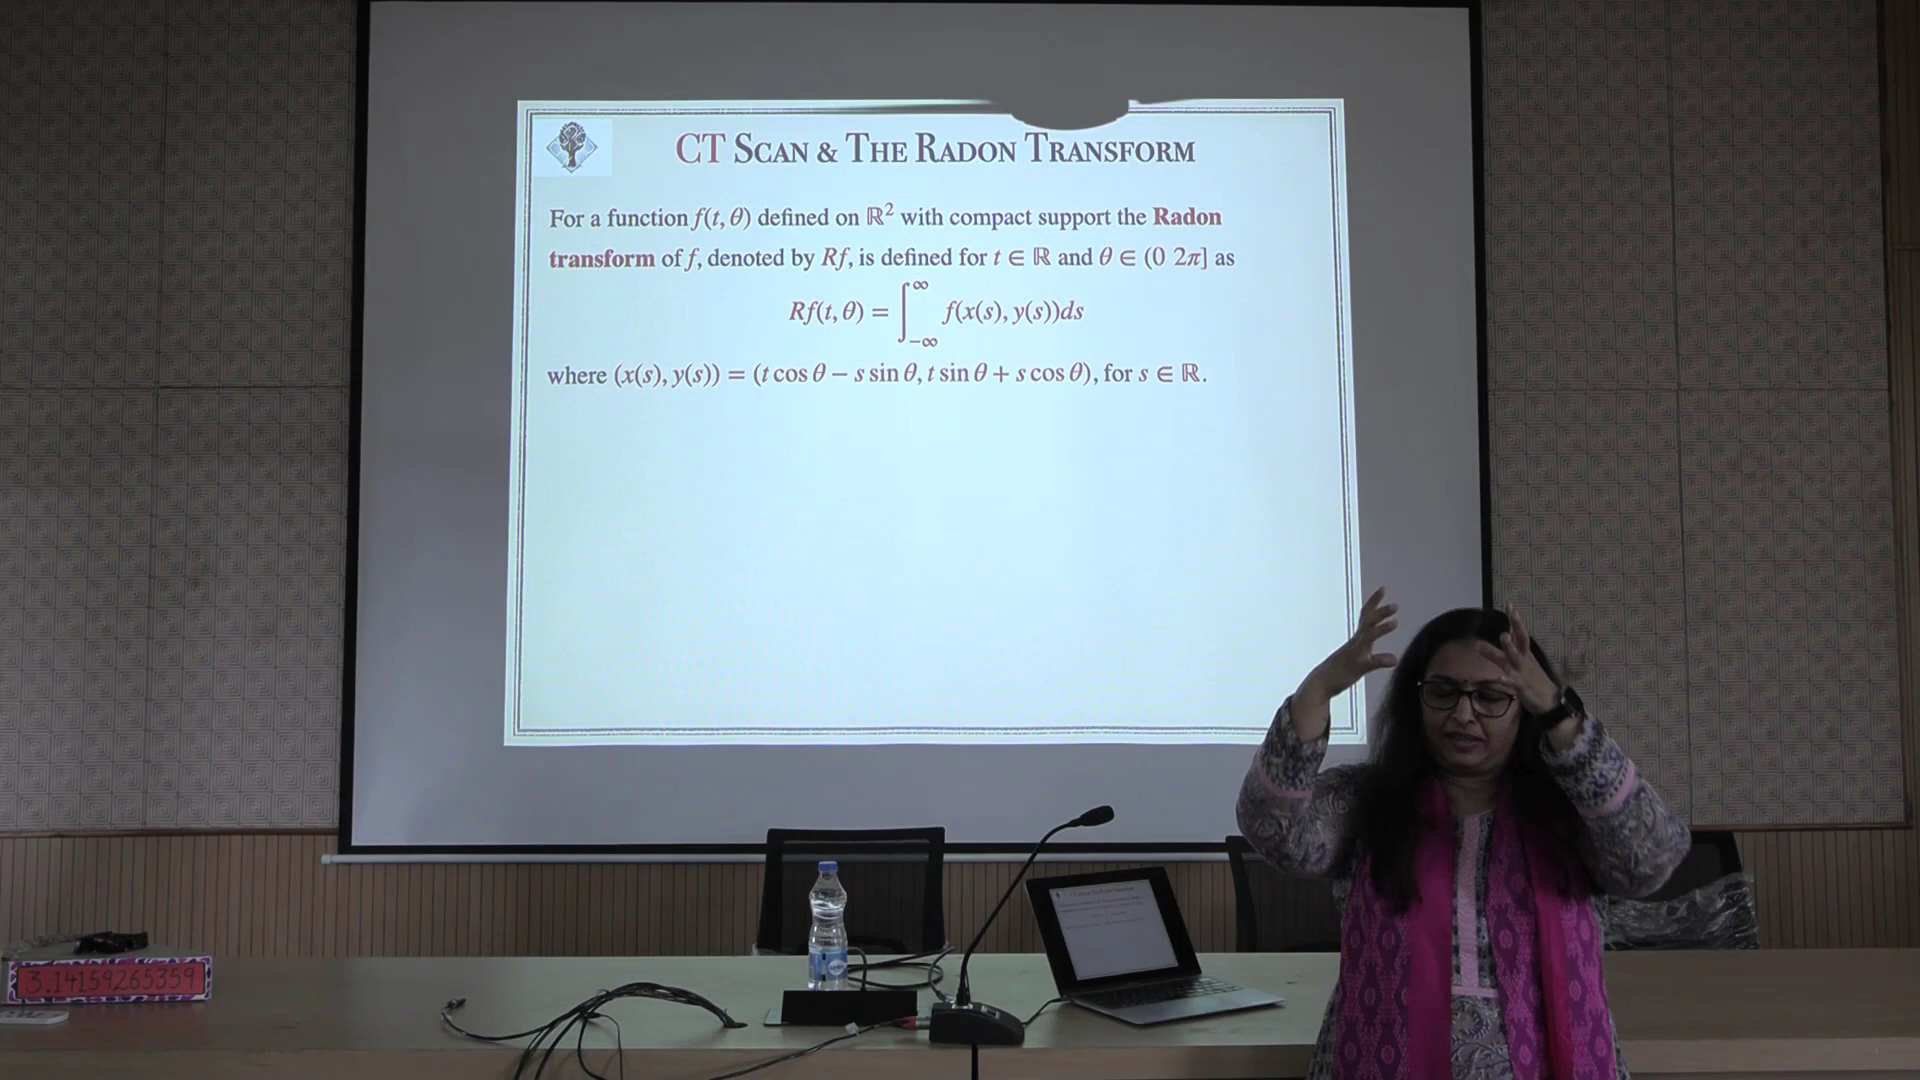 CT SCAN & THE RADON TRANSFORM
For a function f(t, θ) defined on ℝ² with compact support the Radon
transform of f, denoted by Rf, is defined for t ∈ ℝ and θ ∈ (0 2π] as
Rf(t, θ) = ∫_{-∞}^{∞} f(x(s), y(s))ds
where (x(s), y(s)) = (t cos θ − s sin θ, t sin θ + s cos θ), for s ∈ ℝ.
3.14159265359